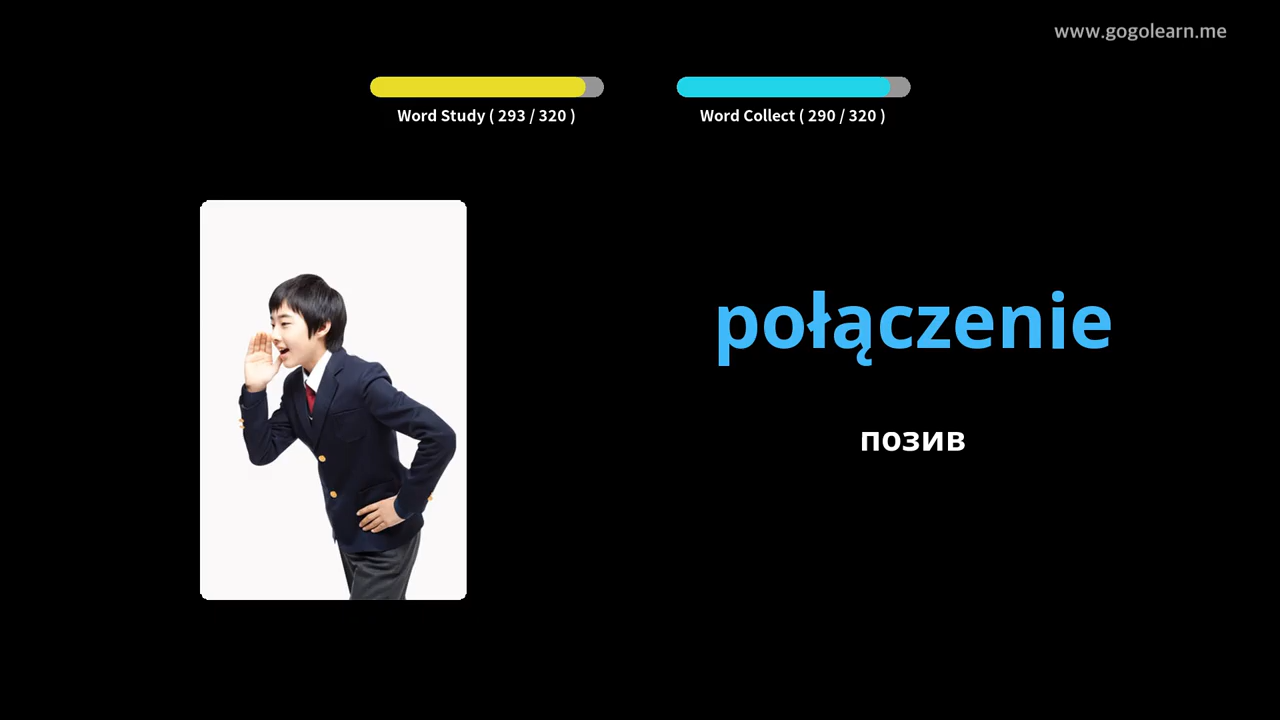 www.gogolearn.me
Word Study ( 293 / 320 )
Word Collect ( 290 / 320 )
połączenie
позив